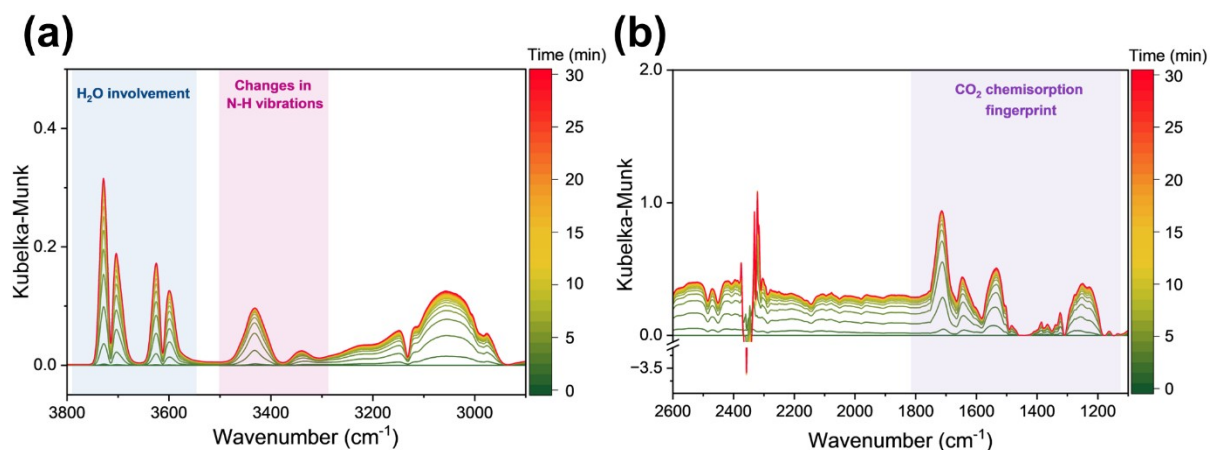 (a)
Time (min)
H₂O involvement
Changes in
N-H vibrations
Kubelka-Munk
0.4
0.2
0.0
3800
3600
3400
3200
3000
Wavenumber (cm⁻¹)
30
25
20
15
10
5
0
(b)
Time (min)
CO₂ chemisorption
fingerprint
Kubelka-Munk
2.0
1.0
0.0
−3.5
2600
2400
2200
2000
1800
1600
1400
1200
Wavenumber (cm⁻¹)
30
25
20
15
10
5
0